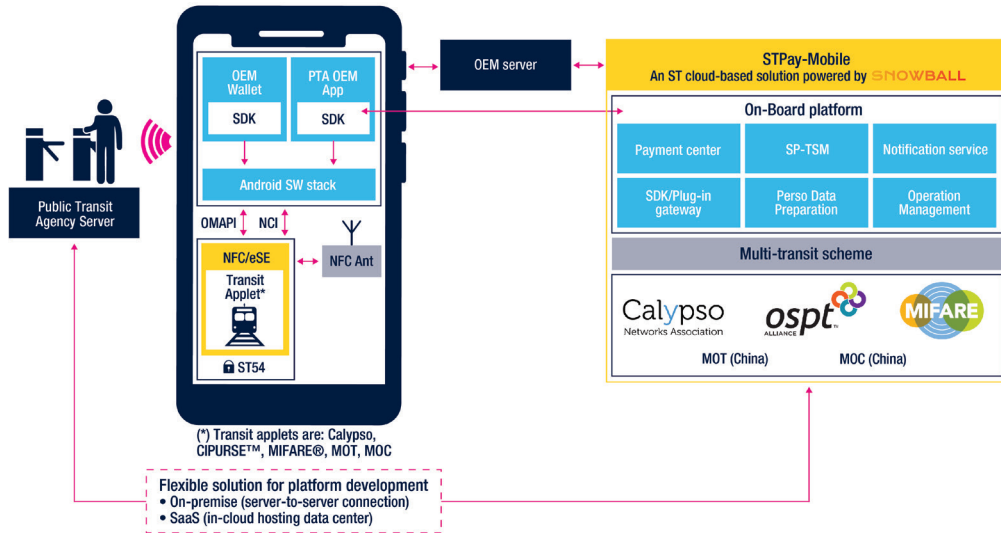 Public Transit
Agency Server
OEM
Wallet
SDK
PTA OEM
App
SDK
Android SW stack
OMAPI
NCI
NFC/eSE
Transit
Applet*
ST54
NFC Ant
(*) Transit applets are: Calypso,
CIPURSE™, MIFARE®, MOT, MOC
OEM server
STPay-Mobile
An ST cloud-based solution powered by SNOWBALL
On-Board platform
Payment center
SP-TSM
Notification service
SDK/Plug-in
gateway
Perso Data
Preparation
Operation
Management
Multi-transit scheme
Calypso
Networks Association
ospt
ALLIANCE
MIFARE
MOT (China)
MOC (China)
Flexible solution for platform development
• On-premise (server-to-server connection)
• SaaS (in-cloud hosting data center)